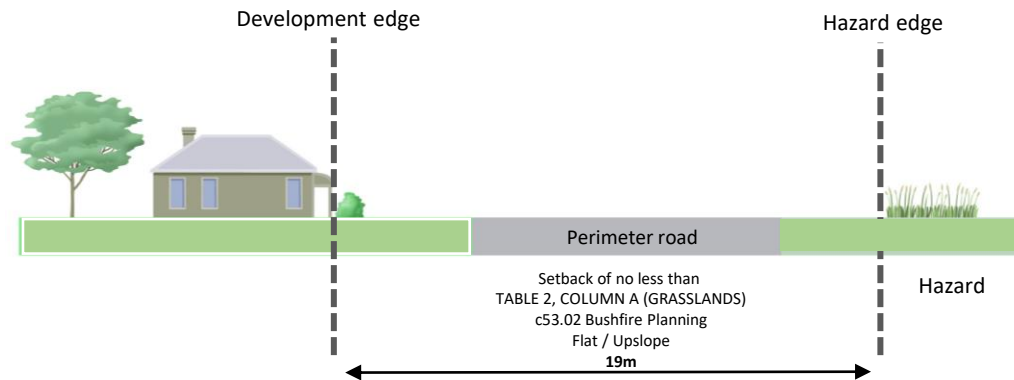 Development edge
Hazard edge
Perimeter road
Setback of no less than
TABLE 2, COLUMN A (GRASSLANDS)
c53.02 Bushfire Planning
Flat / Upslope
19m
Hazard